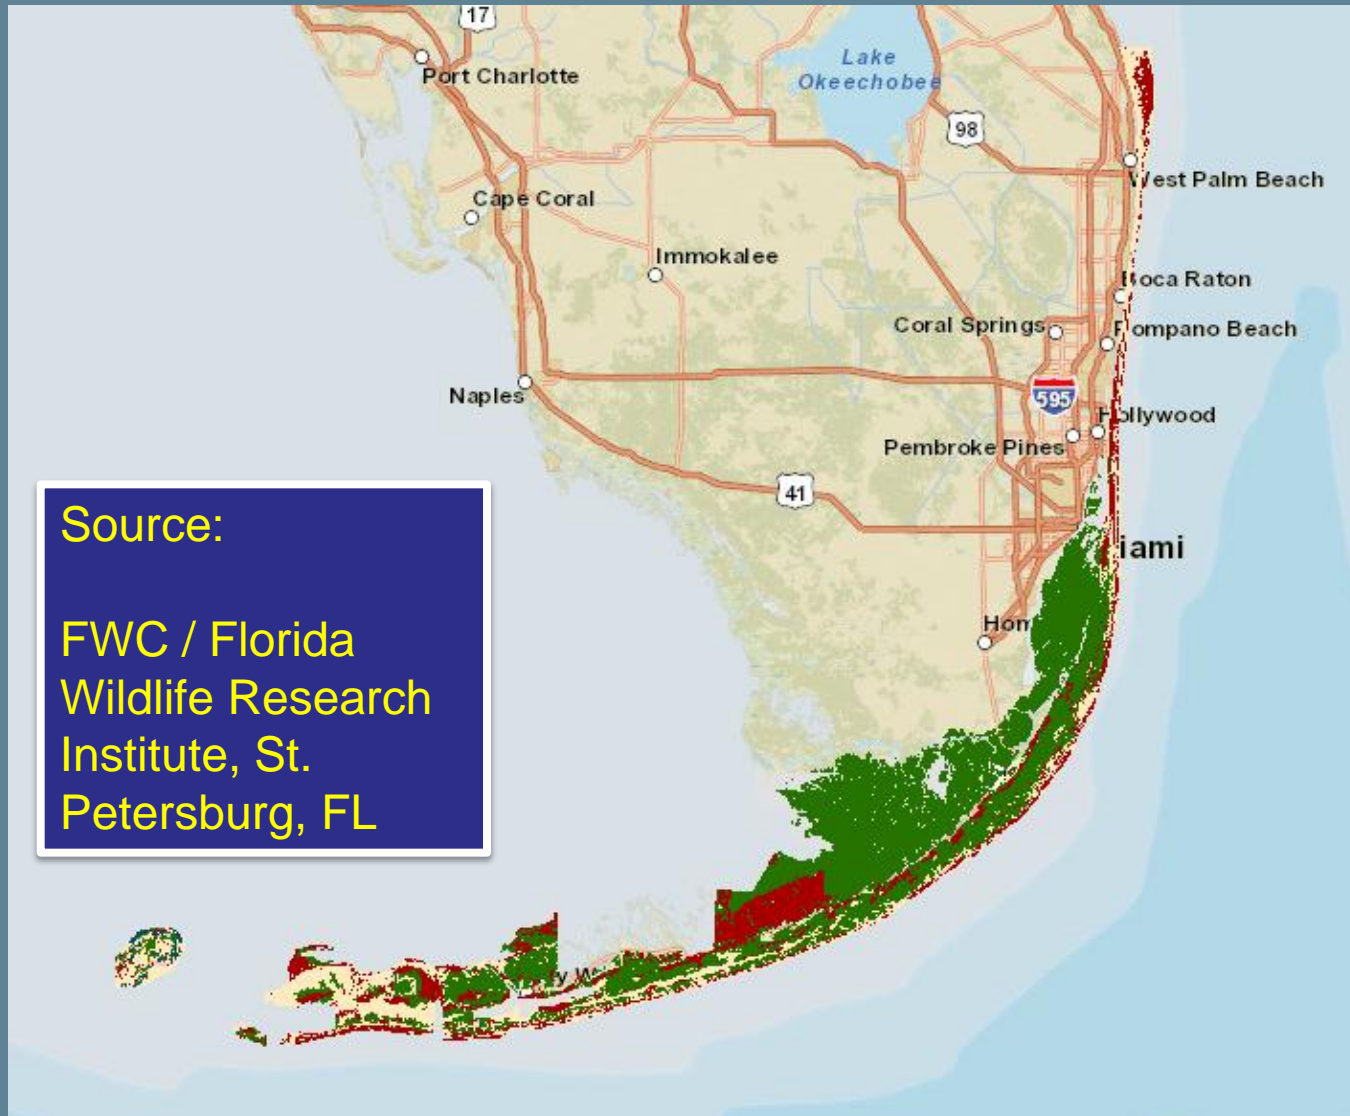 17
Port Charlotte
Lake
Okeechobee
98
West Palm Beach
Cape Coral
Immokalee
Boca Raton
Coral Springs
Pompano Beach
595
Naples
Hollywood
Pembroke Pines
41
iami
Hom
Source:
FWC / Florida
Wildlife Research
Institute, St.
Petersburg, FL